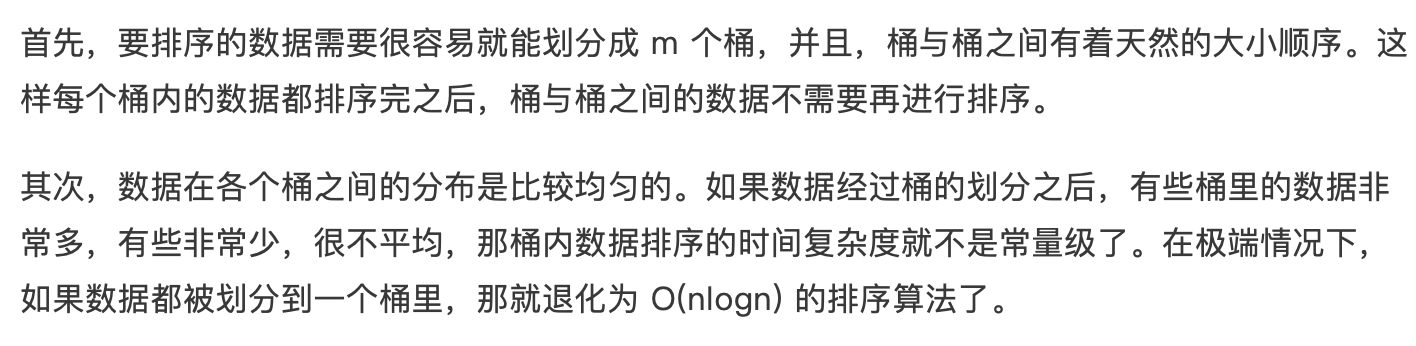 首先，要排序的数据需要很容易就能划分成 m 个桶，并且，桶与桶之间有着天然的大小顺序。这
样每个桶内的数据都排序完之后，桶与桶之间的数据不需要再进行排序。
其次，数据在各个桶之间的分布是比较均匀的。如果数据经过桶的划分之后，有些桶里的数据非
常多，有些非常少，很不平均，那桶内数据排序的时间复杂度就不是常量级了。在极端情况下，
如果数据都被划分到一个桶里，那就退化为 O(nlogn) 的排序算法了。